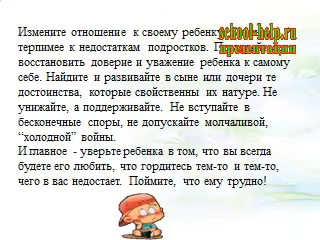 Измените отношение к своему ребенку
school-help.ru
презентации
терпимее к недостаткам подростков.
восстановить доверие и уважение ребенка к самому
себе. Найдите и развивайте в сыне или дочери те
достоинства, которые свойственны их натуре. Не
унижайте, а поддерживайте. Не вступайте в
бесконечные споры, не допускайте молчаливой,
“холодной” войны.
И главное - уверьте ребенка в том, что вы всегда
будете его любить, что гордитесь тем-то и тем-то,
чего в вас недостает. Поймите, что ему трудно!